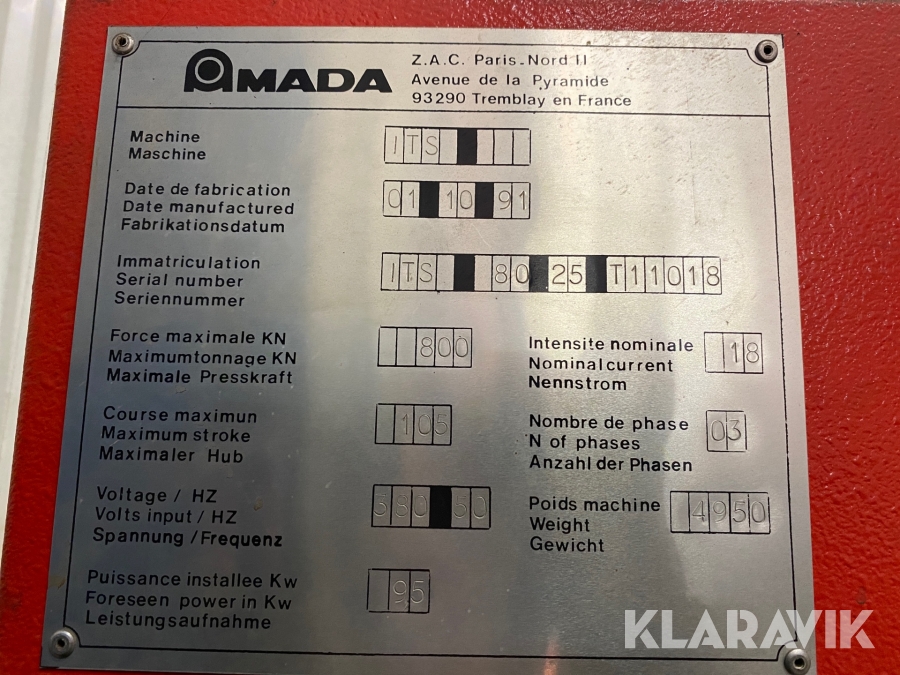 AMADA
Z.A.C. Paris-Nord II
Avenue de la Pyramide
93290 Tremblay en France
Machine
Maschine
ITS
Date de fabrication
Date manufactured
Fabrikationsdatum
01 10 91
Immatriculation
Serial number
Seriennummer
ITS 80 25 T11018
Force maximale KN
Maximumtonnage KN
Maximale Presskraft
800
Intensite nominale
Nominal current
Nennstrom
18
Course maximun
Maximum stroke
Maximaler Hub
105
Nombre de phase
N of phases
Anzahl der Phasen
03
Voltage / HZ
Volts input / HZ
Spannung / Frequenz
380 50
Poids machine
Weight
Gewicht
4950
Puissance installee Kw
Foreseen power in Kw
Leistungsaufnahme
95
KLARAVIK